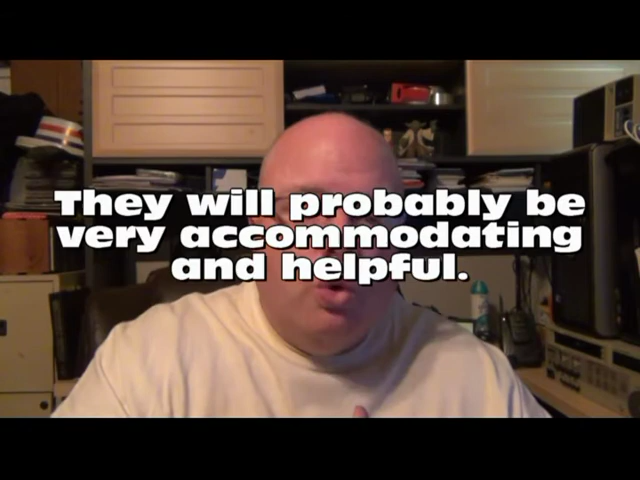 They will probably be
very accommodating
and helpful.